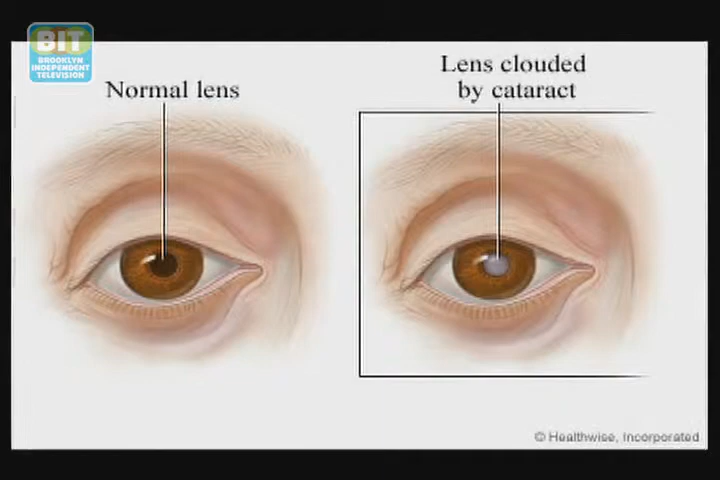 BIT
BROOKLYN
INDEPENDENT
TELEVISION
Normal lens
Lens clouded
by cataract
© Healthwise, Incorporated